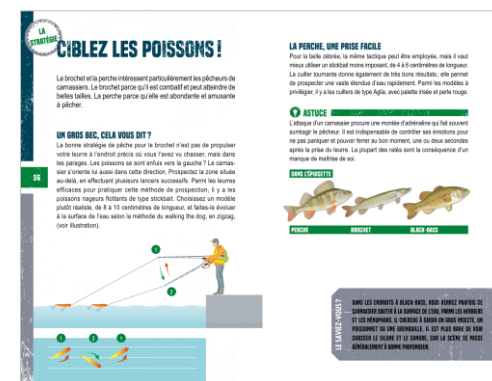 LA
STRATÉGIE
CIBLEZ LES POISSONS !
Le brochet et la perche intéressent particulièrement les pêcheurs de
carnassiers. Le brochet parce qu'il est combatif et peut atteindre de
belles tailles. La perche parce qu'elle est abondante et amusante
à pêcher.
UN GROS BEC, CELA VOUS DIT ?
La bonne stratégie de pêche pour le brochet n'est pas de propulser
votre leurre à l'endroit précis où vous l'avez vu chasser, mais dans
les parages. Les poissons se sont enfuis vers la gauche ? Le carnas-
sier s'oriente lui aussi dans cette direction. Prospectez la zone située
au-delà, en effectuant plusieurs lancers successifs. Parmi les leurres
efficaces pour pratiquer cette méthode de prospection, il y a les
poissons nageurs flottants de type stickbait. Choisissez un modèle
plutôt réaliste, de 8 à 10 centimètres de longueur, et faites-le évoluer
à la surface de l'eau selon la méthode du walking the dog, en zigzag,
(voir illustration).
56
1
2
1
2
1
LA PERCHE, UNE PRISE FACILE
Pour la belle zébrée, la même tactique peut être employée, mais il vaut
mieux utiliser un stickbait moins imposant, de 4 à 6 centimètres de longueur.
La cuiller tournante donne également de très bons résultats; elle permet
de prospecter une vaste étendue d'eau rapidement. Parmi les modèles à
privilégier, il y a les cuillers de type Aglia, avec palette irisée et perle rouge.
ASTUCE
L'attaque d'un carnassier procure une montée d'adrénaline qui fait souvent
surréagir le pêcheur. Il est indispensable de contrôler ses émotions pour
ne pas paniquer et pouvoir ferrer au bon moment, une ou deux secondes
après la prise du leurre. La plupart des ratés sont la conséquence d'un
manque de maîtrise de soi.
DANS L'ÉPUISETTE
PERCHE
BROCHET
BLACK-BASS
LE SAVIEZ-VOUS ?
DANS LES ENDROITS À BLACK-BASS, VOUS VERREZ PARFOIS CE
CARNASSIER SAUTER À LA SURFACE DE L'EAU, PARMI LES HERBIERS
ET LES NÉNUPHARS. IL CHERCHE À SAISIR UN GROS INSECTE, UN
POISSONNET OU UNE GRENOUILLE. IL EST PLUS RARE DE VOIR
CHASSER LE SILURE ET LE SANDRE, CAR LA SCÈNE SE PASSE
GÉNÉRALEMENT À BONNE PROFONDEUR.